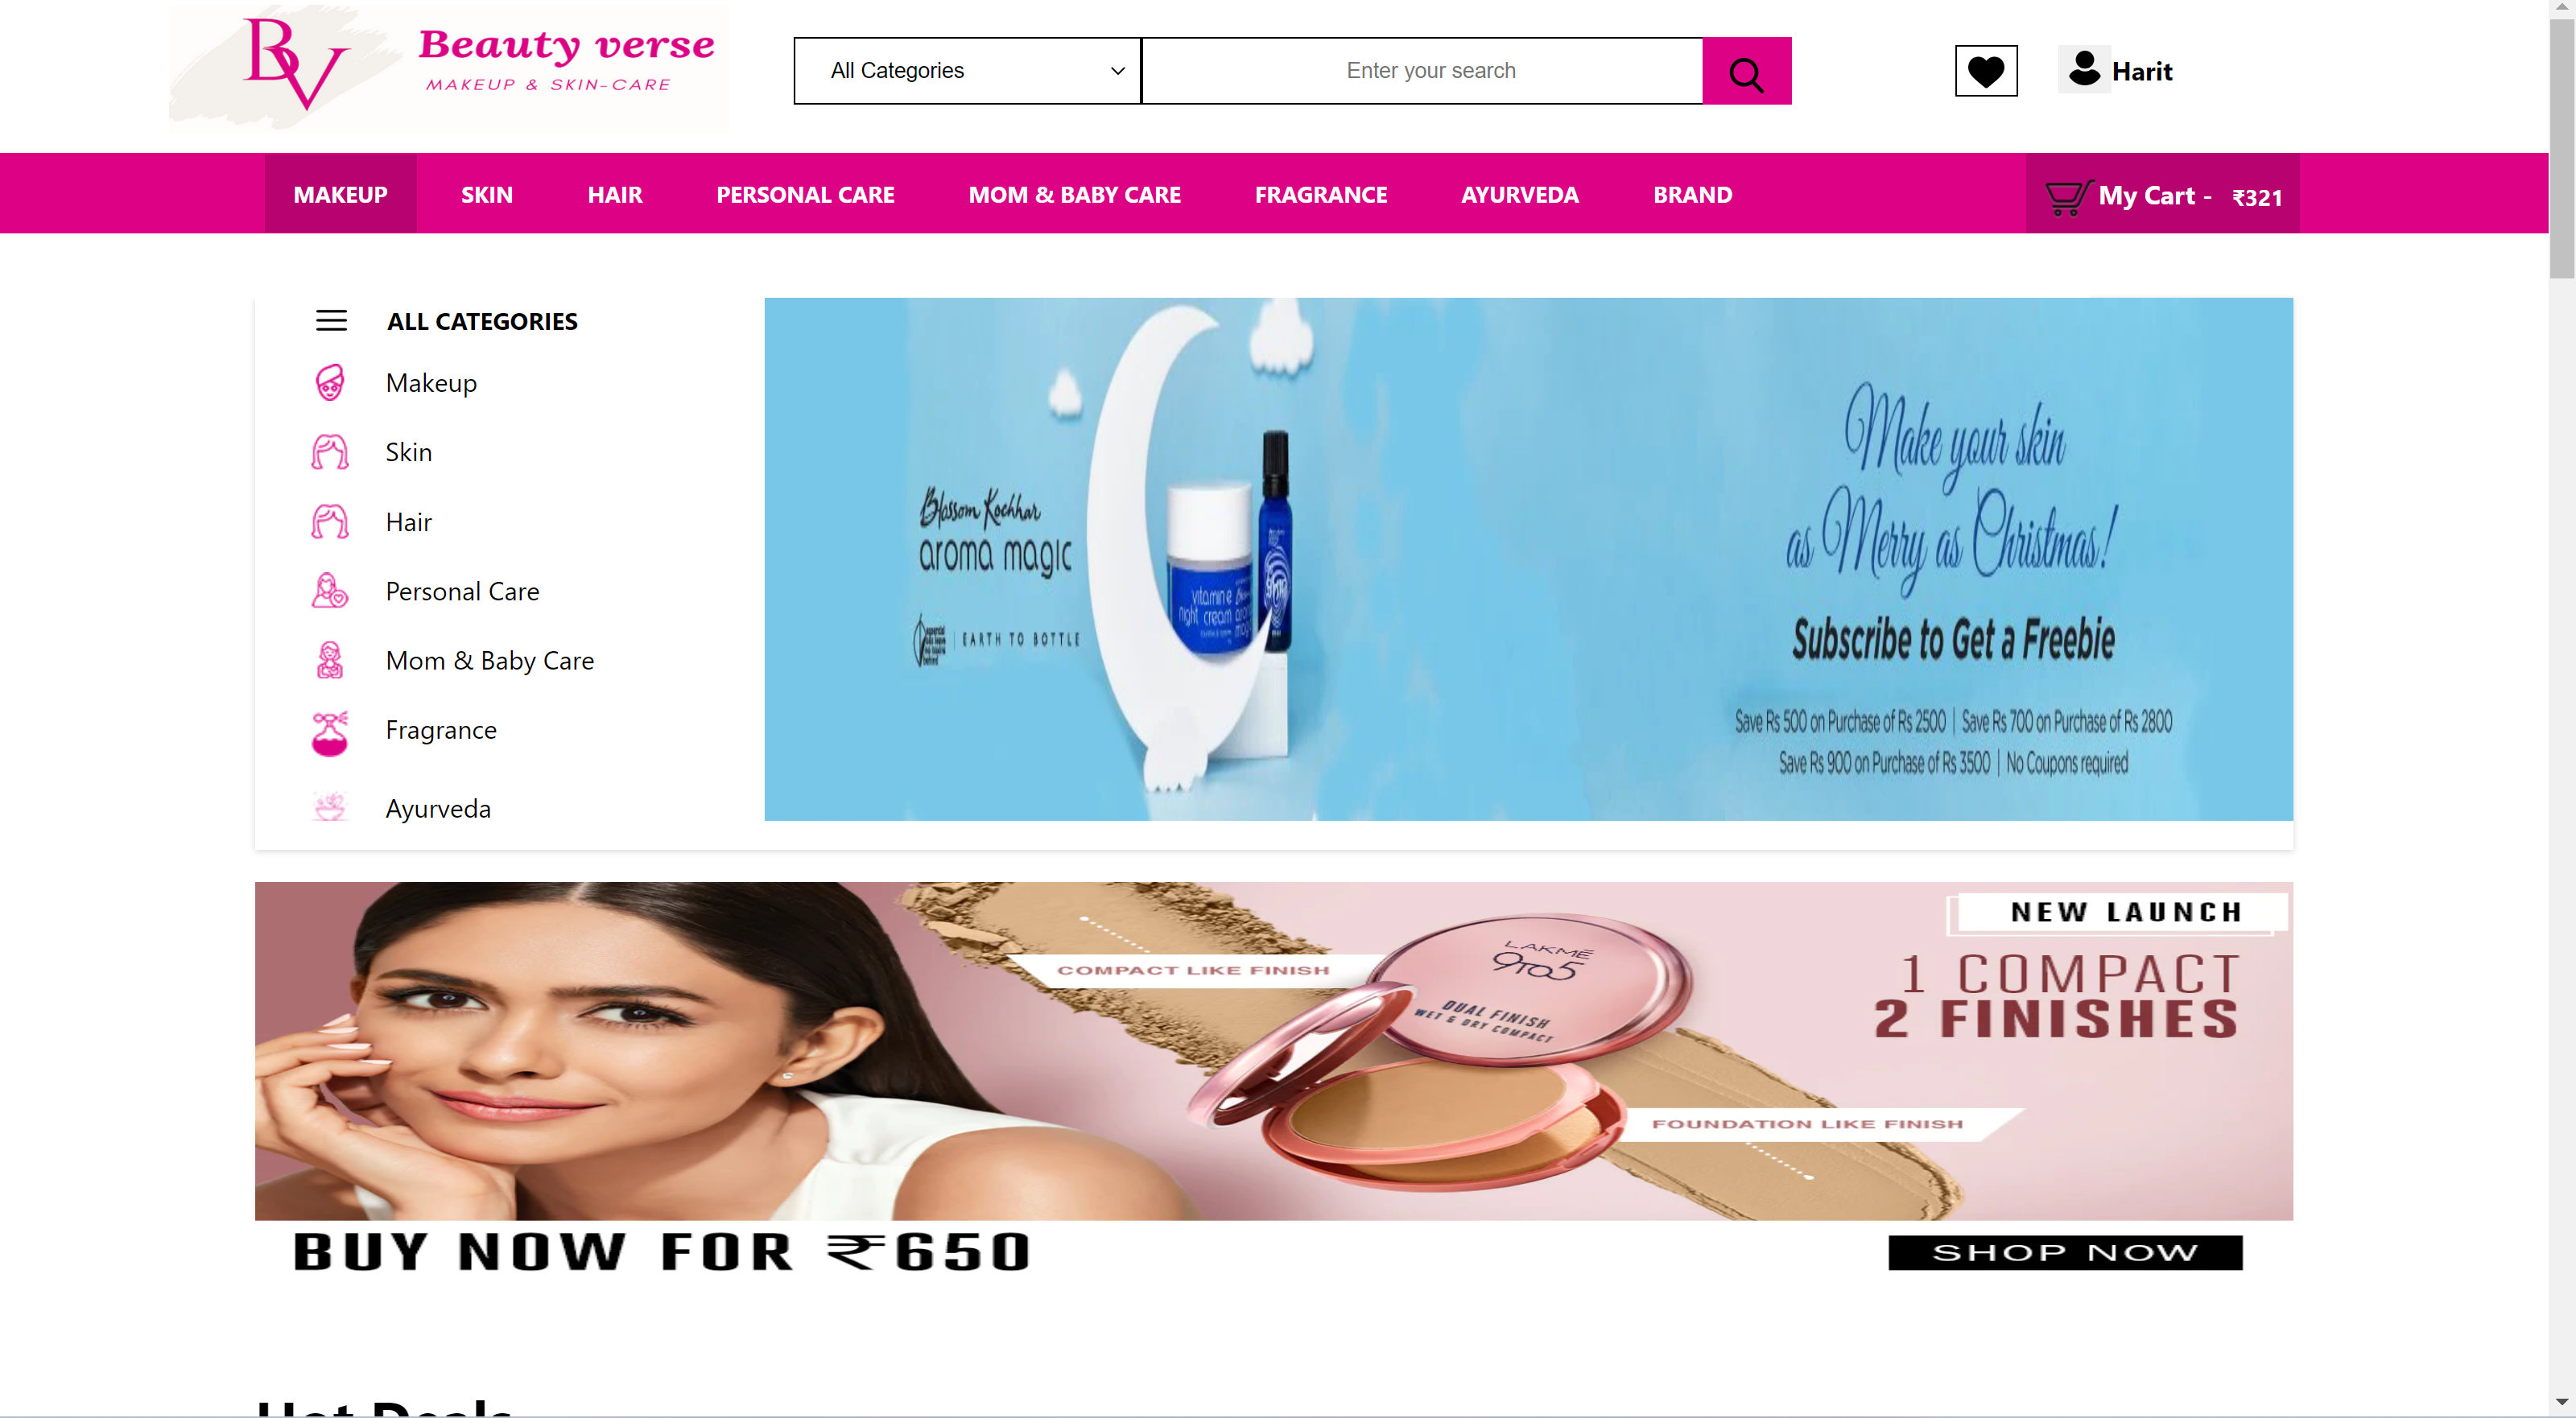 BV
Beauty verse
MAKEUP & SKIN-CARE
All Categories
Enter your search
Harit
MAKEUP
SKIN
HAIR
PERSONAL CARE
MOM & BABY CARE
FRAGRANCE
AYURVEDA
BRAND
My Cart - ₹321
ALL CATEGORIES
Makeup
Skin
Hair
Personal Care
Mom & Baby Care
Fragrance
Ayurveda
Blossom Kochhar
aroma magic
EARTH TO BOTTLE
vitamin e
night cream
Make your skin
as Merry as Christmas!
Subscribe to Get a Freebie
Save Rs 500 on Purchase of Rs 2500 | Save Rs 700 on Purchase of Rs 2800
Save Rs 900 on Purchase of Rs 3500 | No Coupons required
NEW LAUNCH
1 COMPACT
2 FINISHES
COMPACT LIKE FINISH
LAKMĒ
9TO5
DUAL FINISH
WET & DRY COMPACT
FOUNDATION LIKE FINISH
BUY NOW FOR ₹650
SHOP NOW
Hot Deals